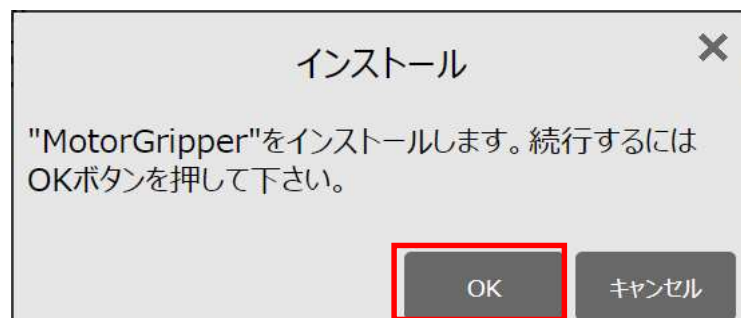 インストール
"MotorGripper"をインストールします。続行するには
OKボタンを押して下さい。
OK
キャンセル